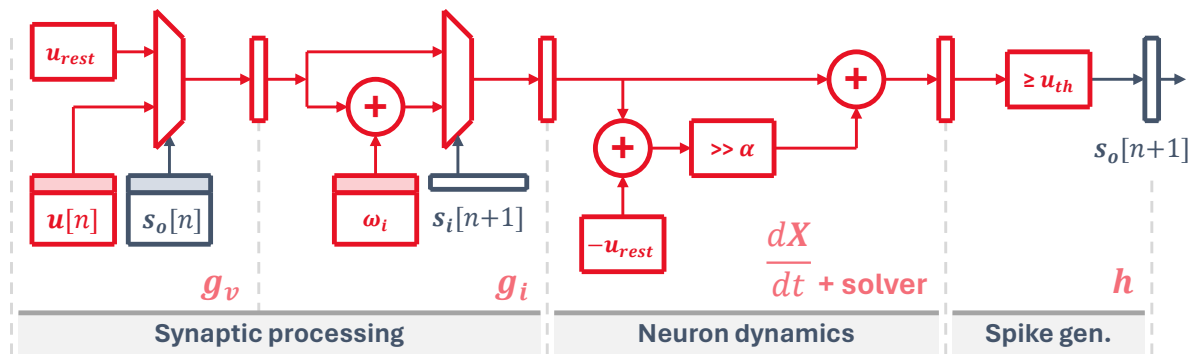 u_rest
u[n]
s_o[n]
g_v
+
ω_i
s_i[n+1]
g_i
+
>> α
−u_rest
+
dX
dt
+ solver
≥ u_th
s_o[n+1]
h
Synaptic processing
Neuron dynamics
Spike gen.